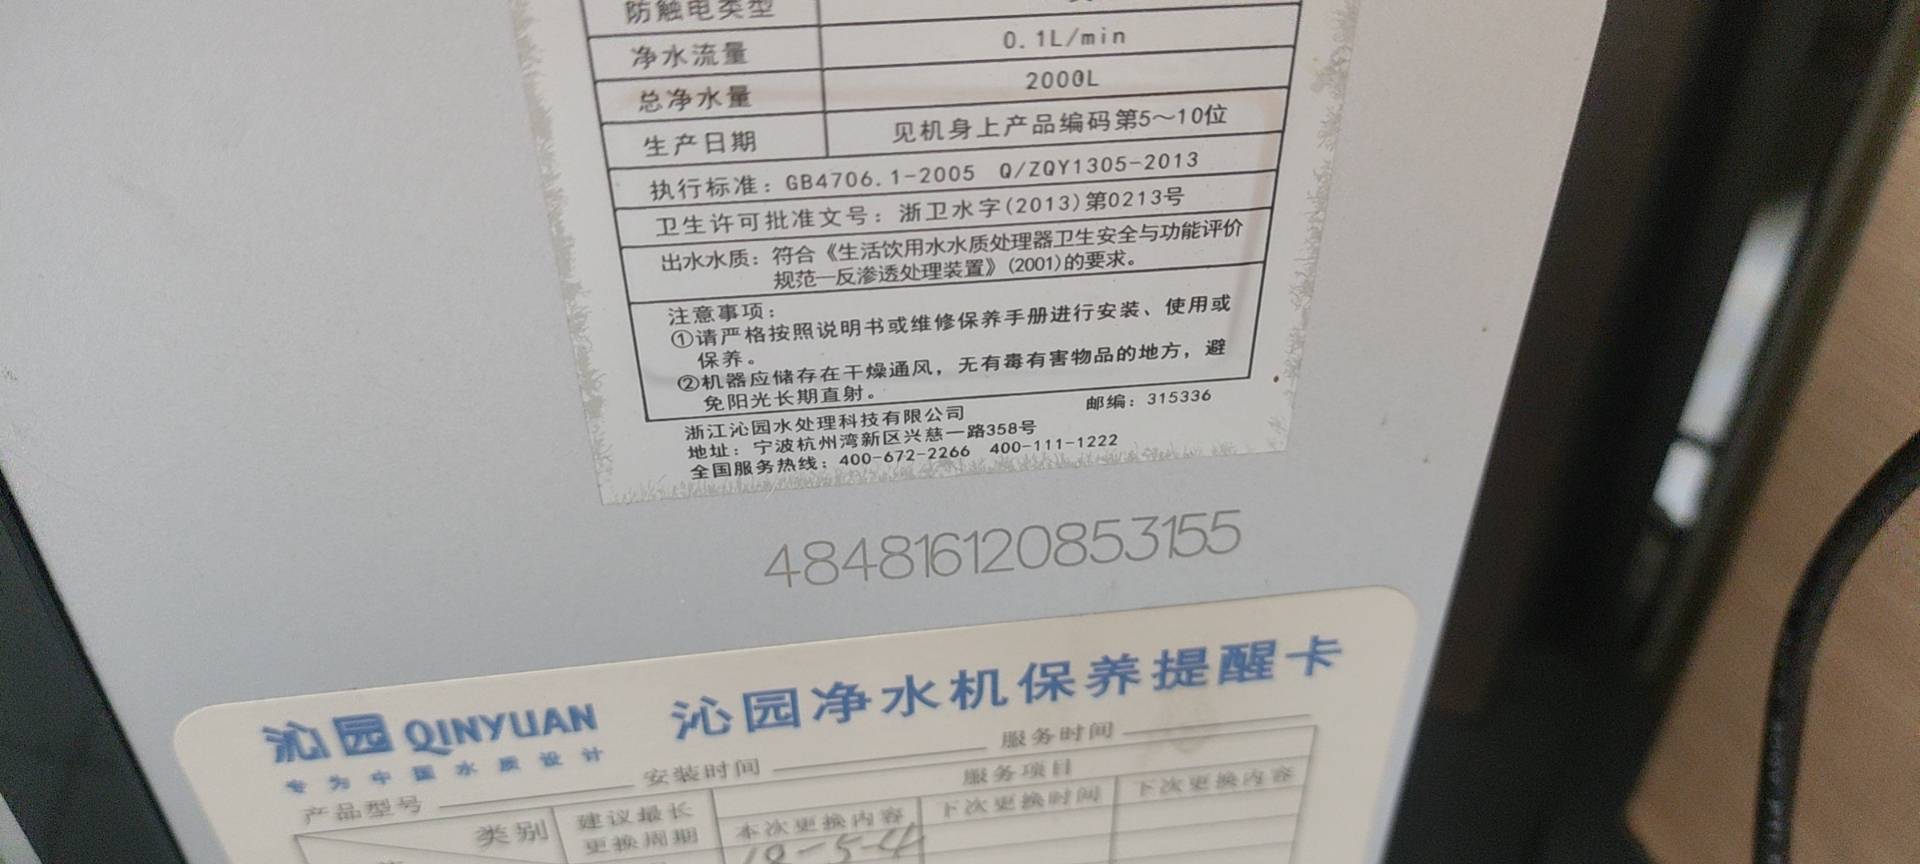 防触电类型
净水流量 0.1L/min
总净水量 2000L
生产日期 见机身上产品编码第5~10位
执行标准：GB4706.1-2005 Q/ZQY1305-2013
卫生许可批准文号：浙卫水字(2013)第0213号
出水水质：符合《生活饮用水水质处理器卫生安全与功能评价
规范—反渗透处理装置》(2001)的要求。
注意事项：
①请严格按照说明书或维修保养手册进行安装、使用或
保养。
②机器应储存在干燥通风，无有毒有害物品的地方，避
免阳光长期直射。
浙江沁园水处理科技有限公司 邮编：315336
地址：宁波杭州湾新区兴慈一路358号
全国服务热线：400-672-2266 400-111-1222
484816120853155
沁园QINYUAN 沁园净水机保养提醒卡
专为中国水质设计
产品型号 安装时间 服务时间
类别 建议最长 服务项目
更换周期 本次更换内容 下次更换时间 下次更换内容